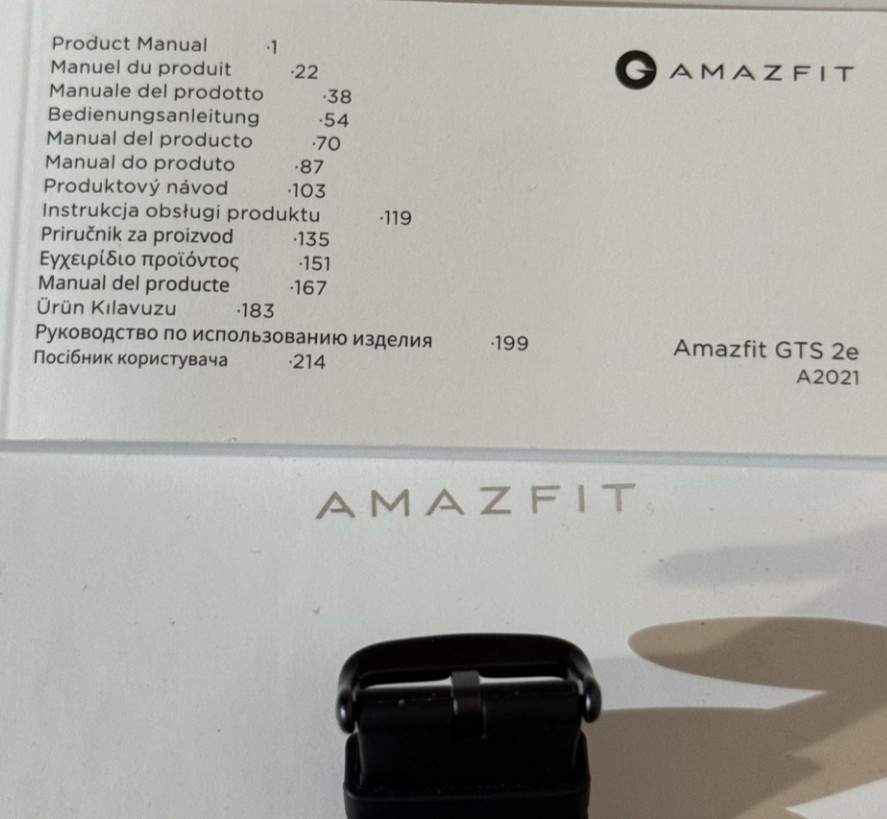 Product Manual ·1
Manuel du produit ·22
Manuale del prodotto ·38
Bedienungsanleitung ·54
Manual del producto ·70
Manual do produto ·87
Produktový návod ·103
Instrukcja obsługi produktu ·119
Priručnik za proizvod ·135
Εγχειρίδιο προϊόντος ·151
Manual del producte ·167
Ürün Kılavuzu ·183
Руководство по использованию изделия ·199
Посібник користувача ·214
AMAZFIT
Amazfit GTS 2e
A2021
AMAZFIT